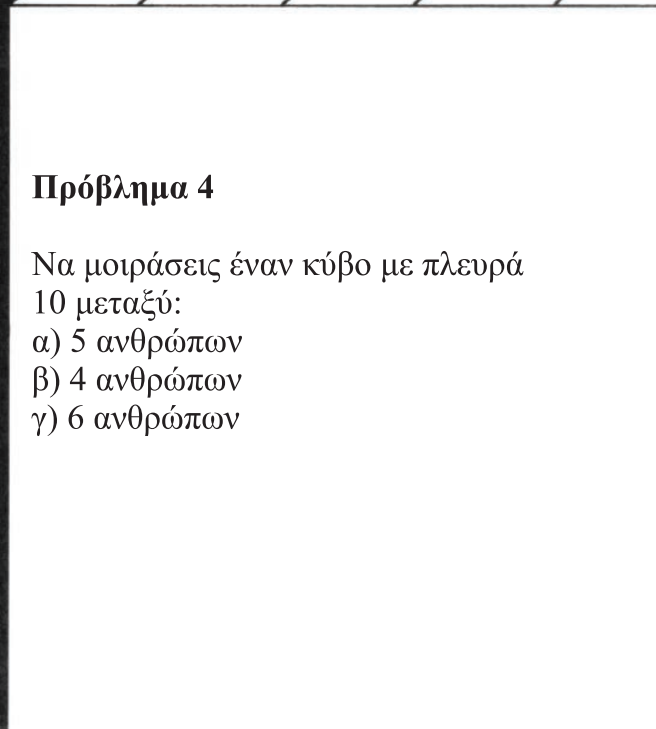 Πρόβλημα 4
Να μοιράσεις έναν κύβο με πλευρά
10 μεταξύ:
α) 5 ανθρώπων
β) 4 ανθρώπων
γ) 6 ανθρώπων